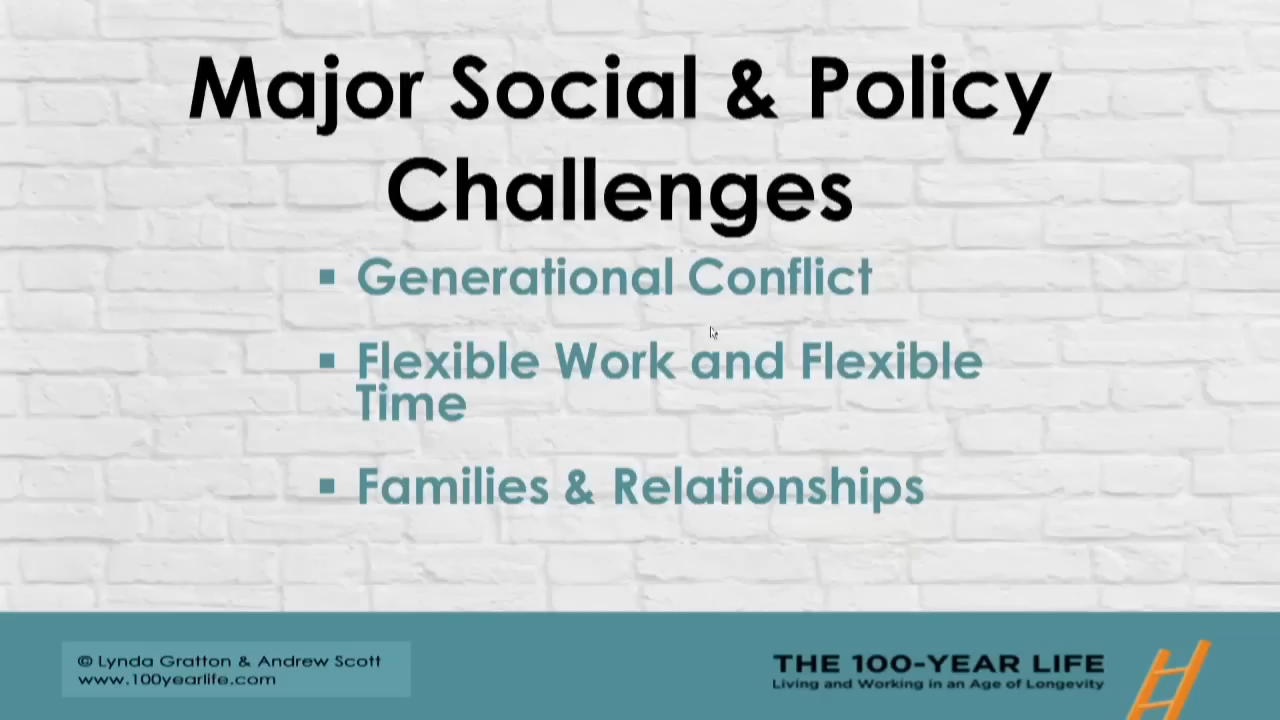 Major Social & Policy
Challenges
▪ Generational Conflict
▪ Flexible Work and Flexible
Time
▪ Families & Relationships
© Lynda Gratton & Andrew Scott
www.100yearlife.com
THE 100-YEAR LIFE
Living and Working in an Age of Longevity